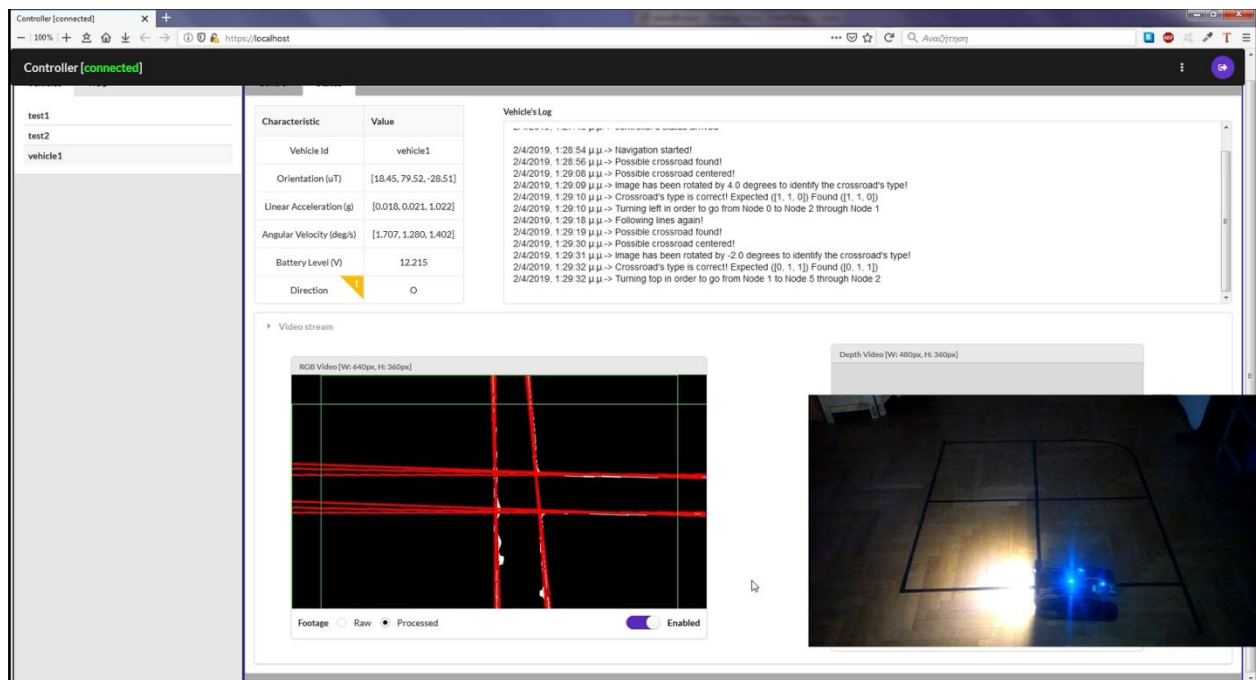 Controller [connected]
100%
https://localhost
Αναζήτηση
Controller [connected]
test1
test2
vehicle1
Characteristic Value
Vehicle Id vehicle1
Orientation (uT) [18.45, 79.52, -28.51]
Linear Acceleration (g) [0.018, 0.021, 1.022]
Angular Velocity (deg/s) [1.707, 1.280, 1.402]
Battery Level (V) 12.215
Direction O
Vehicle's Log
2/4/2019, 1:28:54 μ.μ.-> Navigation started!
2/4/2019, 1:28:56 μ.μ.-> Possible crossroad found!
2/4/2019, 1:29:08 μ.μ.-> Possible crossroad centered!
2/4/2019, 1:29:09 μ.μ.-> Image has been rotated by 4.0 degrees to identify the crossroad's type!
2/4/2019, 1:29:10 μ.μ.-> Crossroad's type is correct! Expected ([1, 1, 0]) Found ([1, 1, 0])
2/4/2019, 1:29:10 μ.μ.-> Turning left in order to go from Node 0 to Node 2 through Node 1
2/4/2019, 1:29:18 μ.μ.-> Following lines again!
2/4/2019, 1:29:19 μ.μ.-> Possible crossroad found!
2/4/2019, 1:29:30 μ.μ.-> Possible crossroad centered!
2/4/2019, 1:29:31 μ.μ.-> Image has been rotated by -2.0 degrees to identify the crossroad's type!
2/4/2019, 1:29:32 μ.μ.-> Crossroad's type is correct! Expected ([0, 1, 1]) Found ([0, 1, 1])
2/4/2019, 1:29:32 μ.μ.-> Turning top in order to go from Node 1 to Node 5 through Node 2
Video stream
RGB Video [W: 640px, H: 360px]
Depth Video [W: 480px, H: 360px]
Footage Raw Processed Enabled